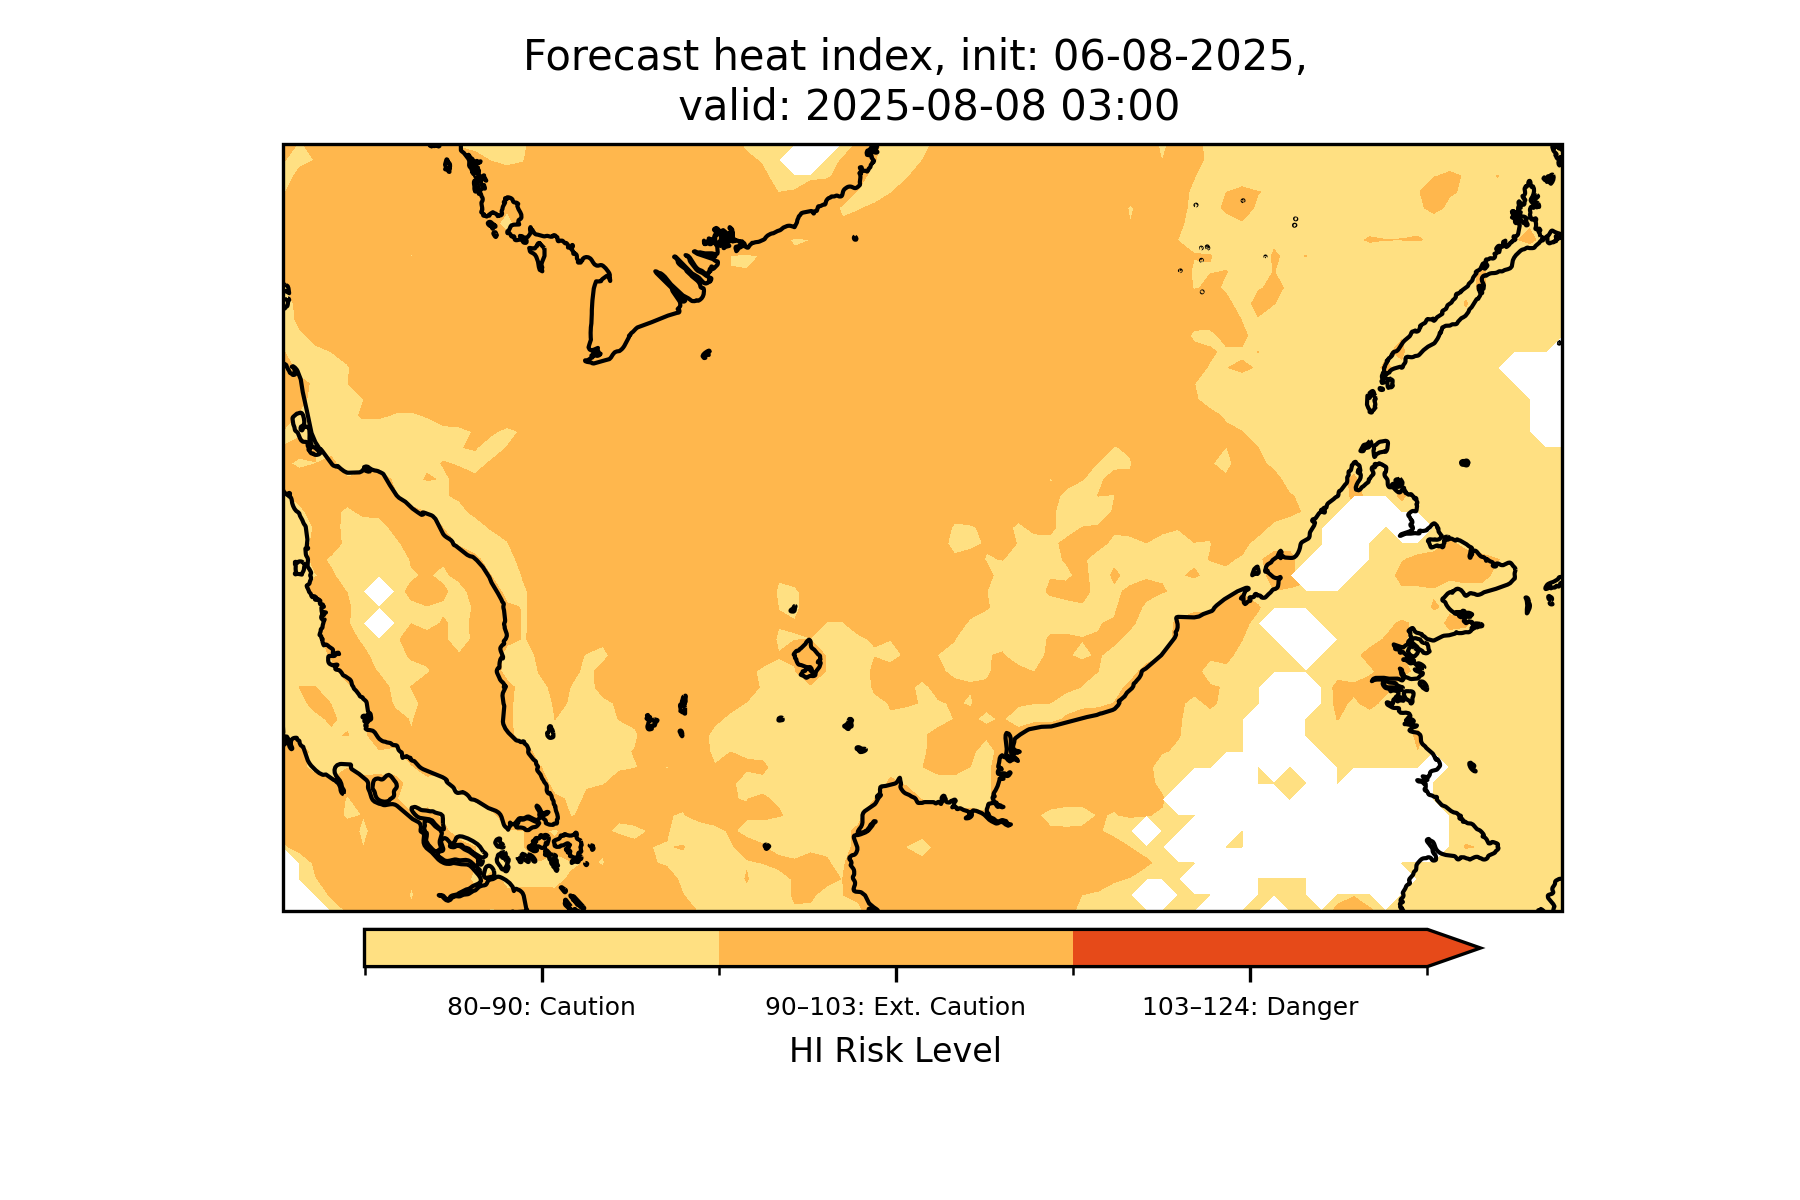 Forecast heat index, init: 06-08-2025,
valid: 2025-08-08 03:00
80–90: Caution
90–103: Ext. Caution
103–124: Danger
HI Risk Level